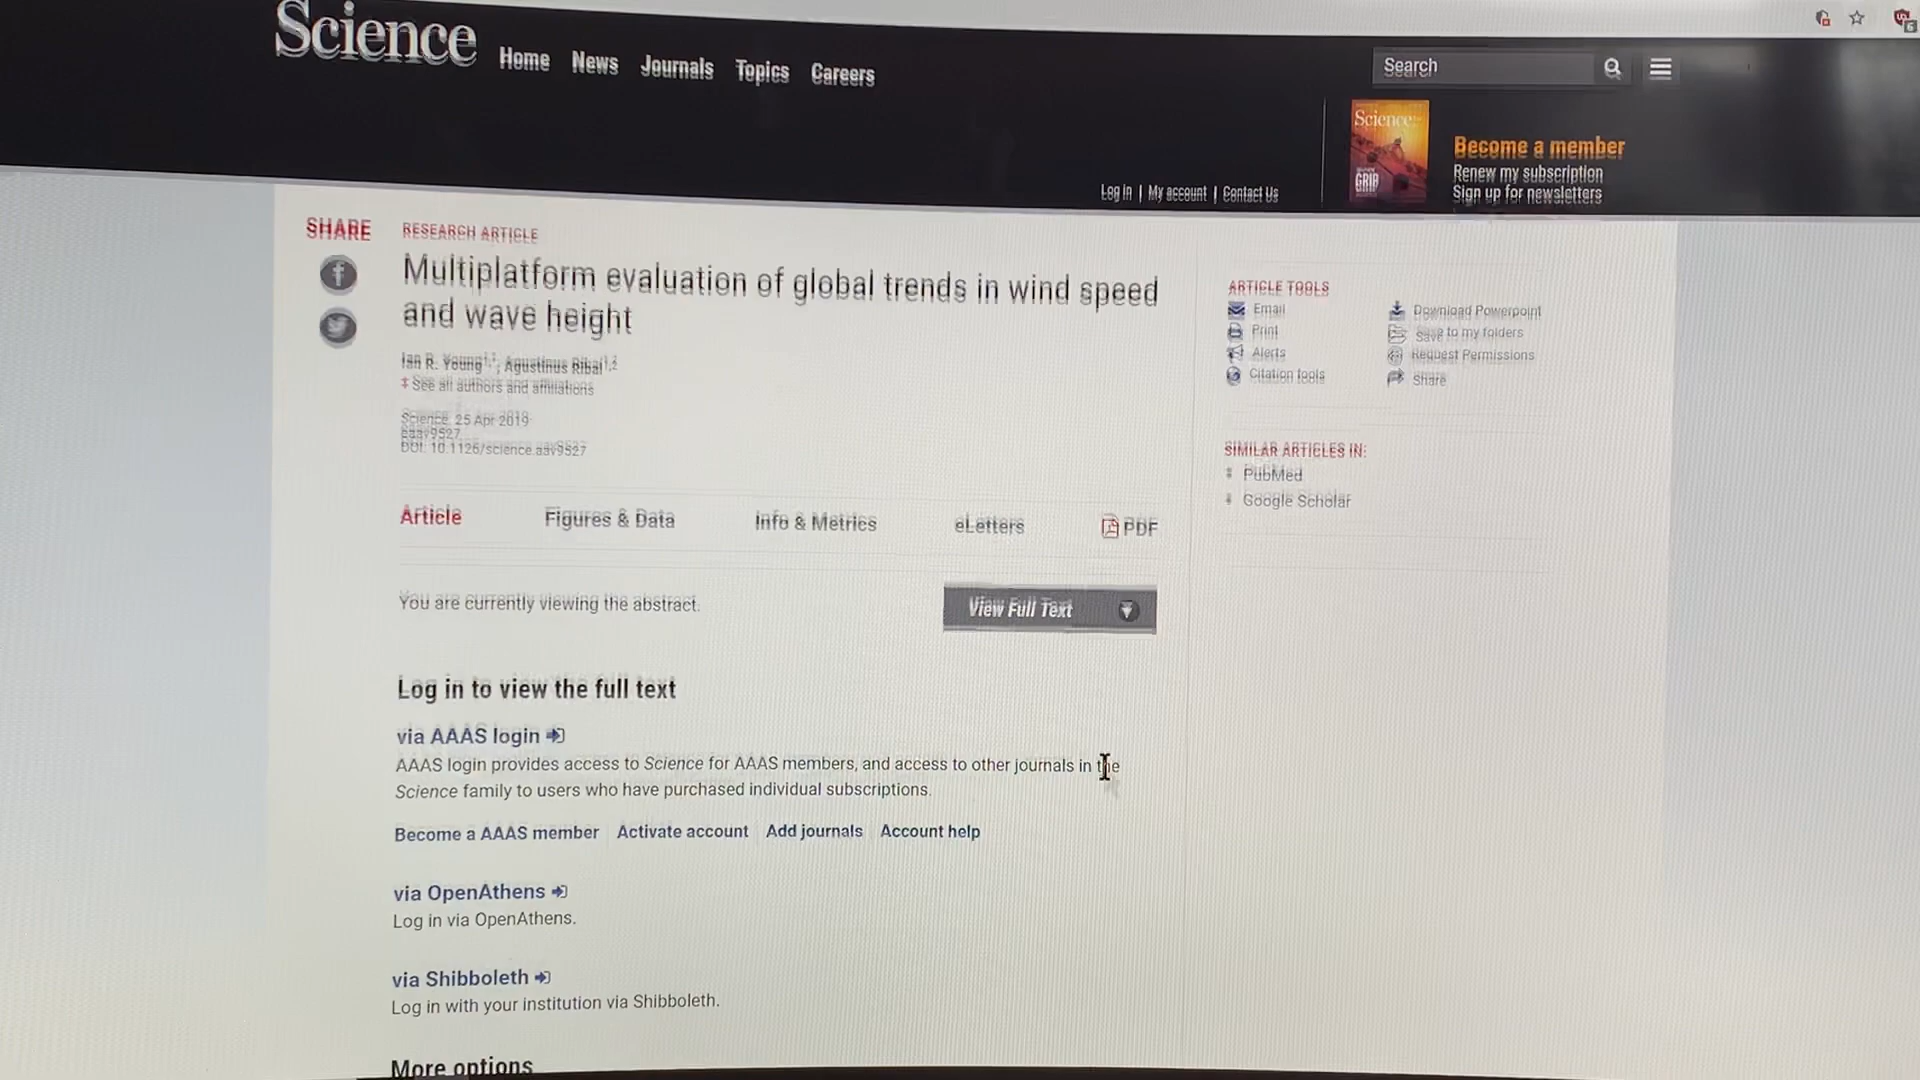 Science
Home News Journals Topics Careers
Search
Science
GRID
Become a member
Renew my subscription
Sign up for newsletters
Log in | My account | Contact Us
SHARE
RESEARCH ARTICLE
Multiplatform evaluation of global trends in wind speed
and wave height
Ian R. Young, Agustinus Ribal
See all authors and affiliations
Science 25 Apr 2019
eaav9527
DOI: 10.1126/science.aav9527
ARTICLE TOOLS
Email
Print
Alerts
Citation tools
Download Powerpoint
Save to my folders
Request Permissions
Share
SIMILAR ARTICLES IN:
PubMed
Google Scholar
Article Figures & Data Info & Metrics eLetters PDF
You are currently viewing the abstract.
View Full Text
Log in to view the full text
via AAAS login
AAAS login provides access to Science for AAAS members, and access to other journals in the
Science family to users who have purchased individual subscriptions.
Become a AAAS member Activate account Add journals Account help
via OpenAthens
Log in via OpenAthens.
via Shibboleth
Log in with your institution via Shibboleth.
More options